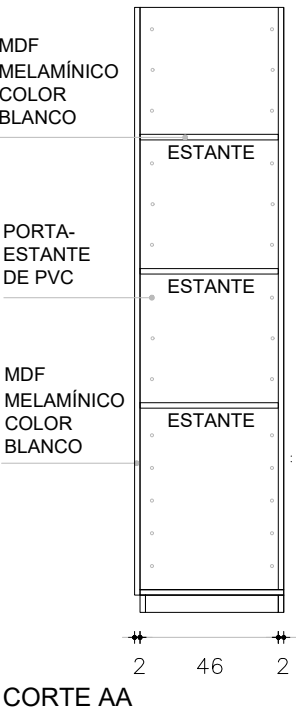 MDF
MELAMÍNICO
COLOR
BLANCO
ESTANTE
PORTA-
ESTANTE
DE PVC
ESTANTE
MDF
MELAMÍNICO
COLOR
BLANCO
ESTANTE
2 46 2
CORTE AA